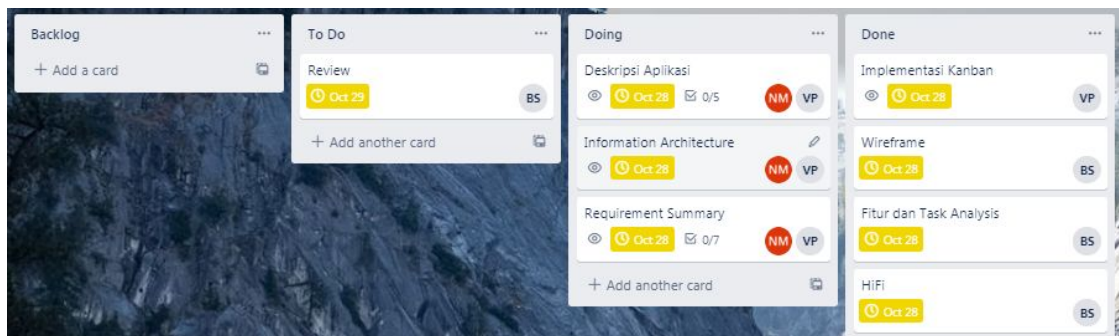 Backlog
+ Add a card
To Do
Review
Oct 29
BS
+ Add another card
Doing
Deskripsi Aplikasi
Oct 28
0/5
NM
VP
Information Architecture
Oct 28
NM
VP
Requirement Summary
Oct 28
0/7
NM
VP
+ Add another card
Done
Implementasi Kanban
Oct 28
VP
Wireframe
Oct 28
BS
Fitur dan Task Analysis
Oct 28
BS
HiFi
Oct 28
BS